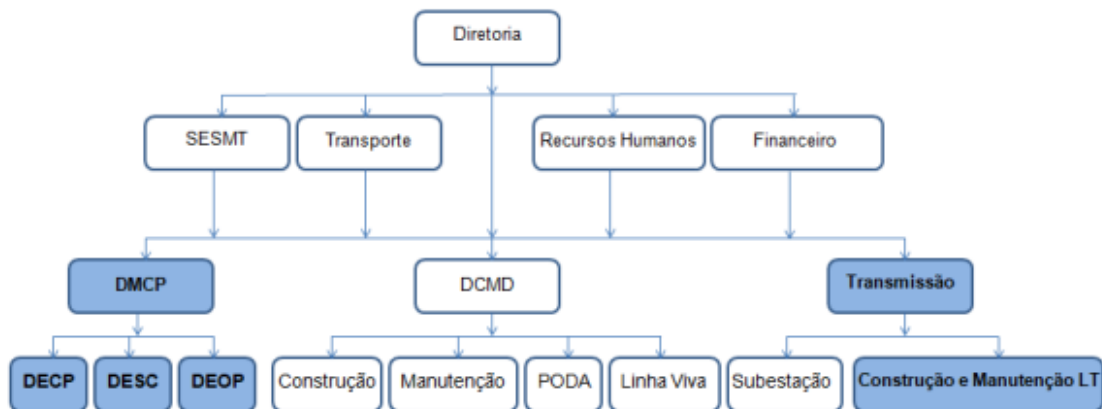 Diretoria
SESMT
Transporte
Recursos Humanos
Financeiro
DMCP
DCMD
Transmissão
DECP
DESC
DEOP
Construção
Manutenção
PODA
Linha Viva
Subestação
Construção e Manutenção LT